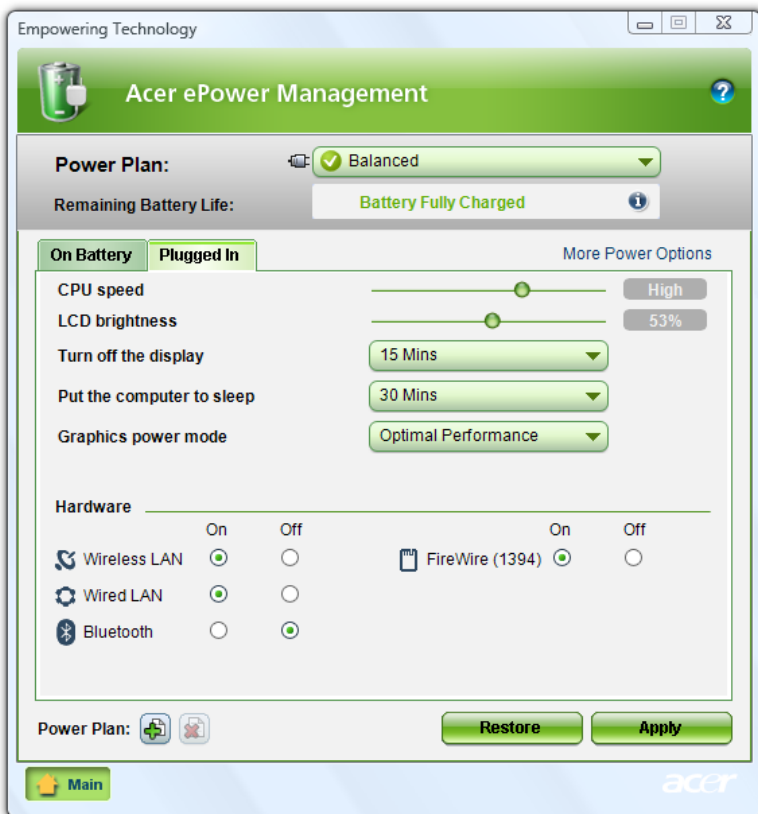 Empowering Technology
Acer ePower Management
Power Plan: Balanced
Remaining Battery Life: Battery Fully Charged
On Battery Plugged In More Power Options
CPU speed High
LCD brightness 53%
Turn off the display 15 Mins
Put the computer to sleep 30 Mins
Graphics power mode Optimal Performance
Hardware
On Off On Off
Wireless LAN FireWire (1394)
Wired LAN
Bluetooth
Power Plan: Restore Apply
Main acer